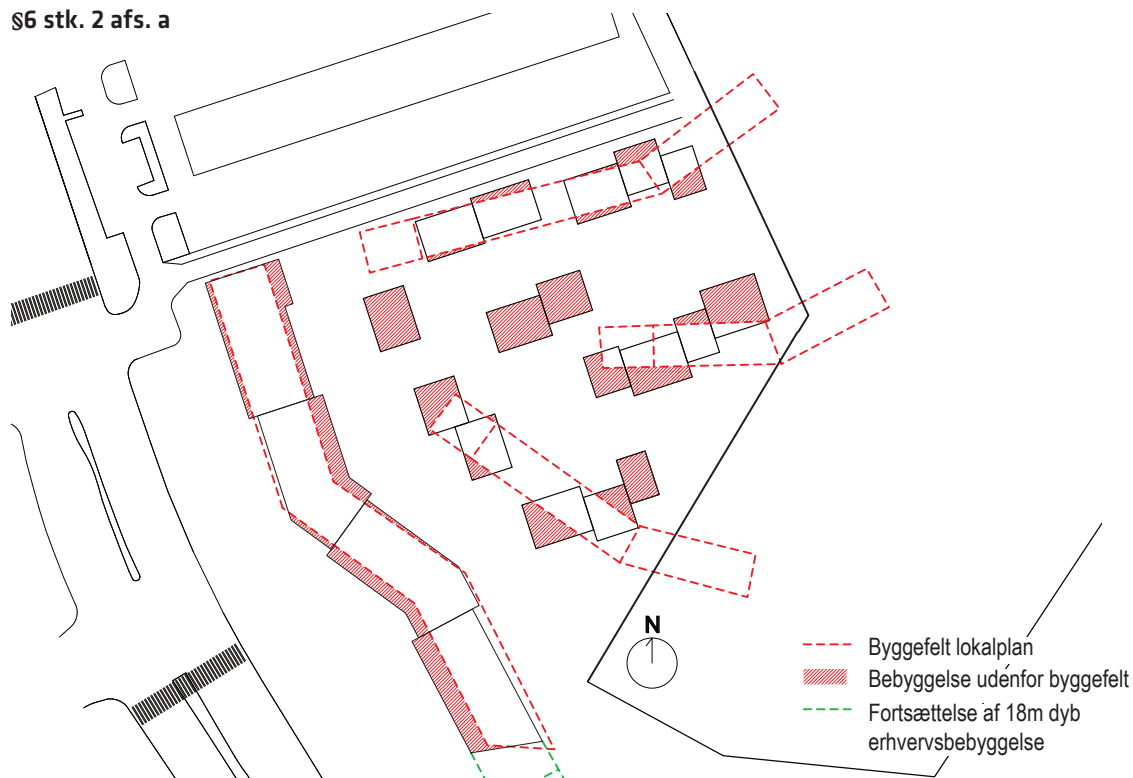 §6 stk. 2 afs. a
N
Byggefelt lokalplan
Bebyggelse udenfor byggefelt
Fortsættelse af 18m dyb
erhvervsbebyggelse